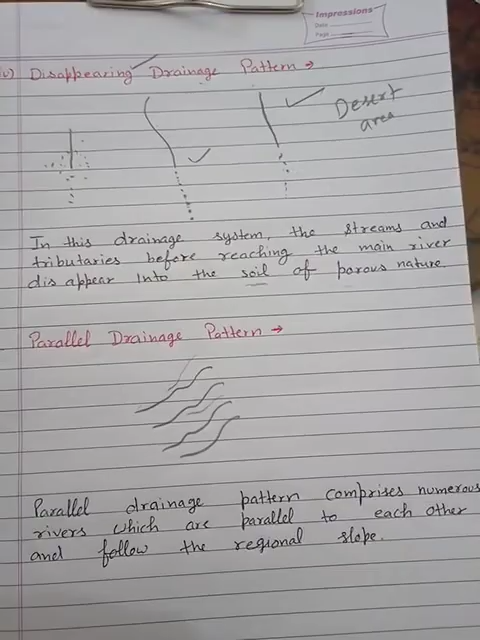 Impressions
Date
Page
iv) Disappearing Drainage Pattern →
Desert
area
In this drainage system, the streams and
tributaries before reaching the main river
disappear into the soil of porous nature
Parallel Drainage Pattern →
Parallel drainage pattern comprises numerous
rivers which are parallel to each other
and follow the regional slope.